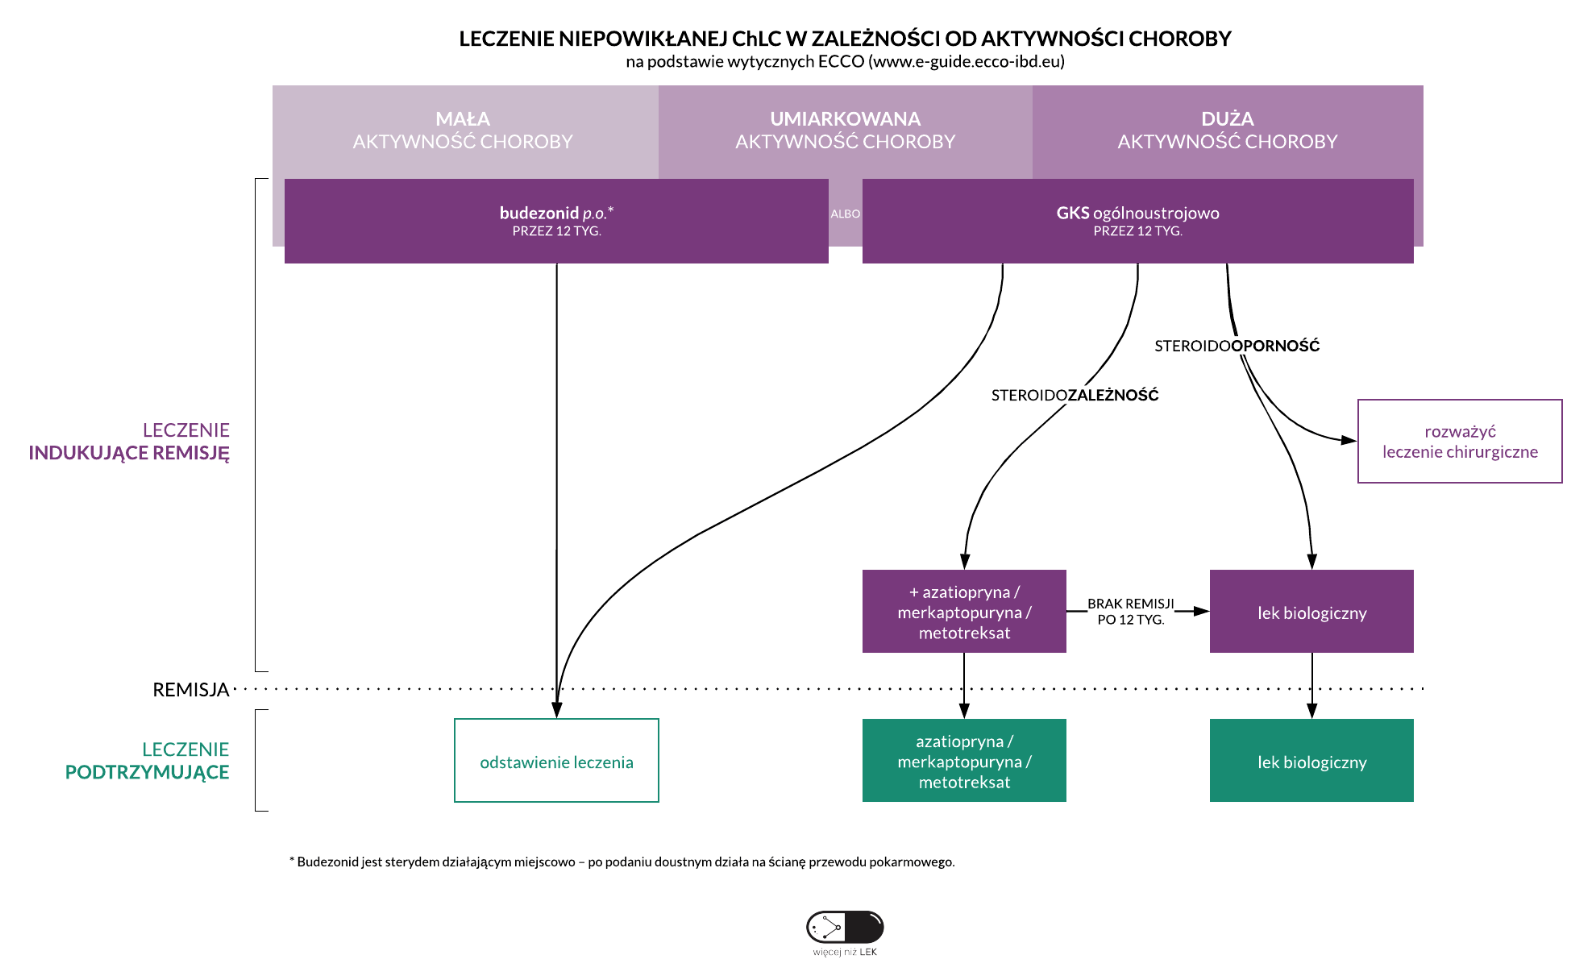 LECZENIE NIEPOWIKŁANEJ ChLC W ZALEŻNOŚCI OD AKTYWNOŚCI CHOROBY
na podstawie wytycznych ECCO (www.e-guide.ecco-ibd.eu)
MAŁA
AKTYWNOŚĆ CHOROBY
UMIARKOWANA
AKTYWNOŚĆ CHOROBY
DUŻA
AKTYWNOŚĆ CHOROBY
budezonid p.o.*
PRZEZ 12 TYG.
ALBO
GKS ogólnoustrojowo
PRZEZ 12 TYG.
STEROIDOOPORNOŚĆ
STEROIDOZALEŻNOŚĆ
LECZENIE
INDUKUJĄCE REMISJĘ
rozważyć
leczenie chirurgiczne
+ azatiopryna /
merkaptopuryna /
metotreksat
BRAK REMISJI
PO 12 TYG.
lek biologiczny
REMISJA
LECZENIE
PODTRZYMUJĄCE
odstawienie leczenia
azatiopryna /
merkaptopuryna /
metotreksat
lek biologiczny
* Budezonid jest sterydem działającym miejscowo – po podaniu doustnym działa na ścianę przewodu pokarmowego.
więcej niż LEK